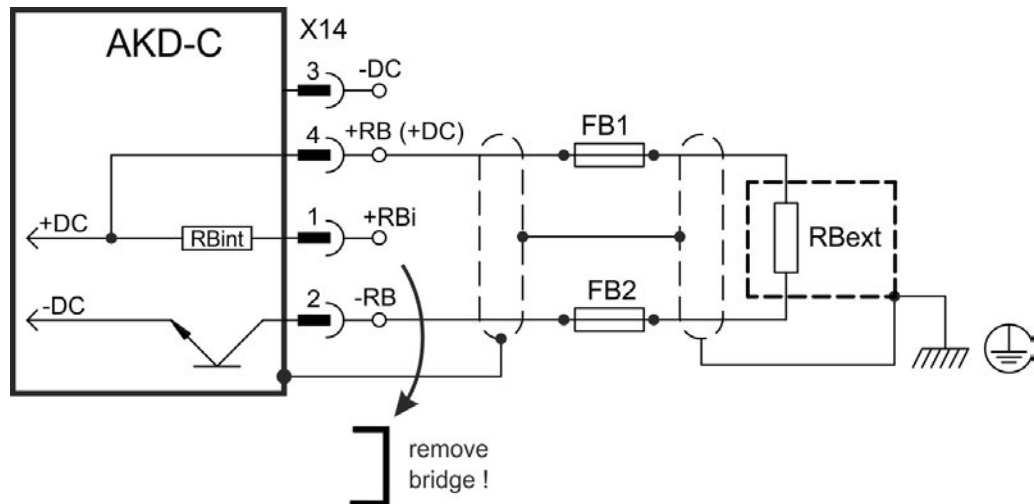 AKD-C
X14
3
-DC
4
+RB (+DC)
FB1
1
+RBi
+DC
RBint
RBext
2
-RB
-DC
FB2
remove
bridge !